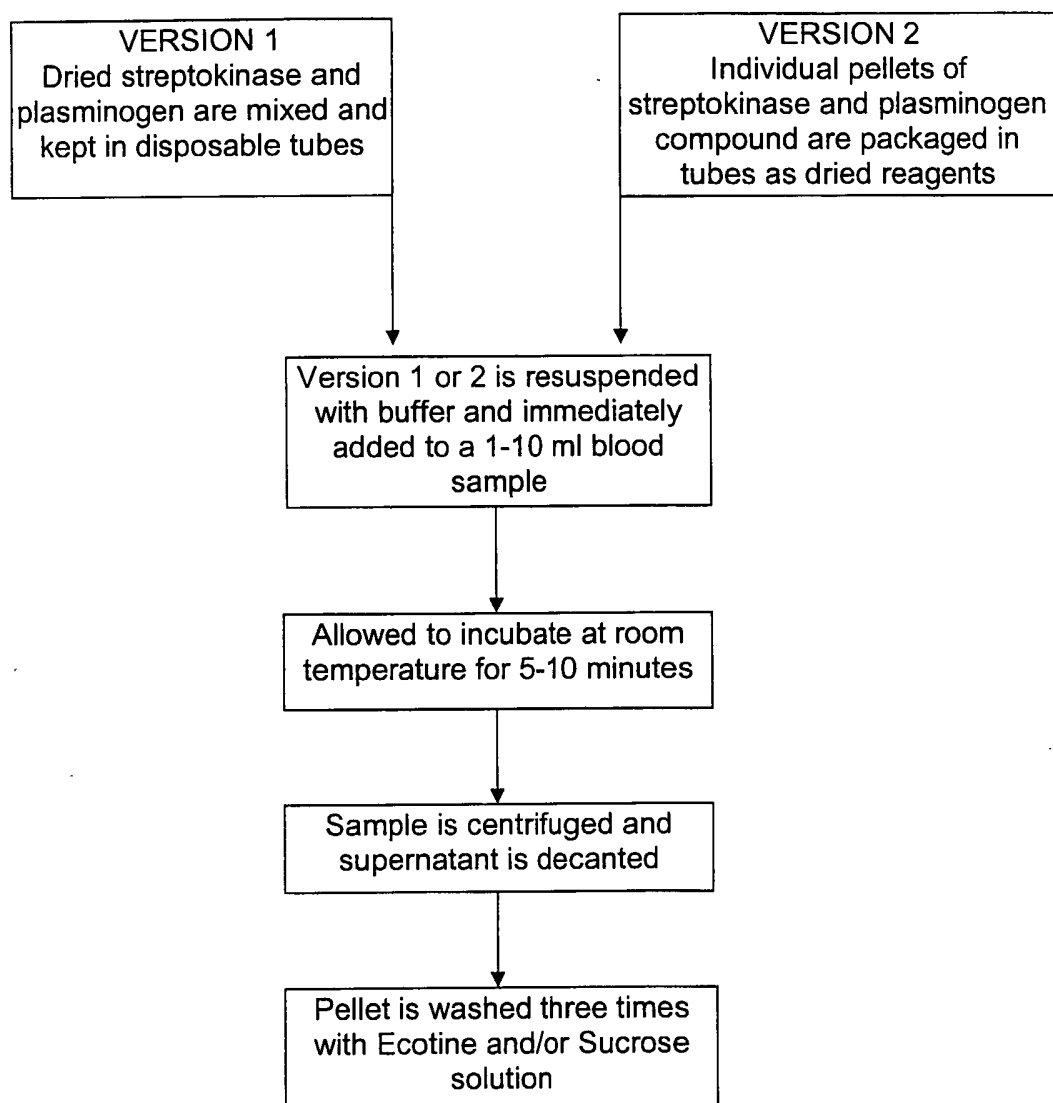 VERSION 1
Dried streptokinase and
plasminogen are mixed and
kept in disposable tubes
VERSION 2
Individual pellets of
streptokinase and plasminogen
compound are packaged in
tubes as dried reagents
Version 1 or 2 is resuspended
with buffer and immediately
added to a 1-10 ml blood
sample
Allowed to incubate at room
temperature for 5-10 minutes
Sample is centrifuged and
supernatant is decanted
Pellet is washed three times
with Ecotine and/or Sucrose
solution